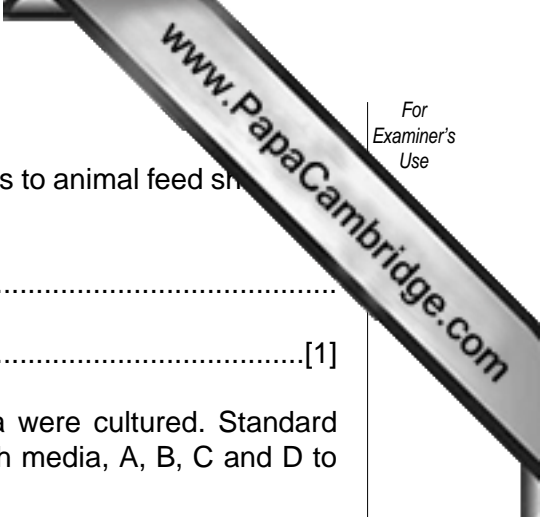 www.PapaCambridge.com
For
Examiner's
Use
s to animal feed sh
....................................................
..............................................[1]
a were cultured. Standard
h media, A, B, C and D to